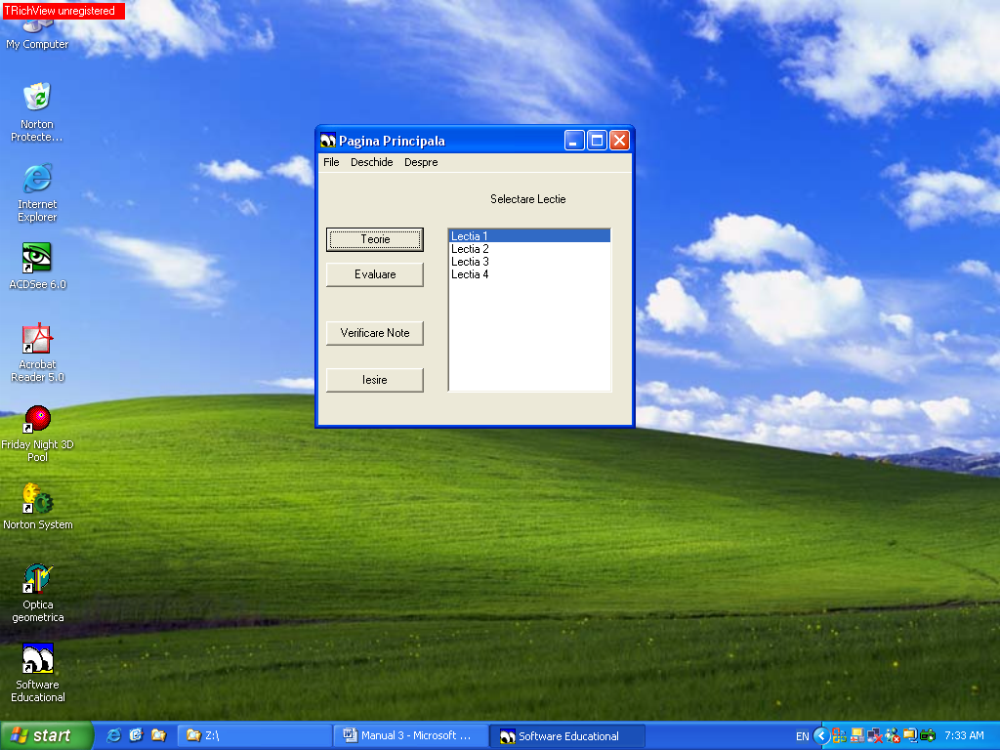 TRichView unregistered
My Computer
Norton
Protecte...
Internet
Explorer
ACDSee 6.0
Acrobat
Reader 5.0
Friday Night 3D
Pool
Norton System
Optica
geometrica
Software
Educational
Pagina Principala
File Deschide Despre
Selectare Lectie
Teorie
Evaluare
Verificare Note
Iesire
Lectia 1
Lectia 2
Lectia 3
Lectia 4
start
Z:\
Manual 3 - Microsoft ...
Software Educational
EN
7:33 AM